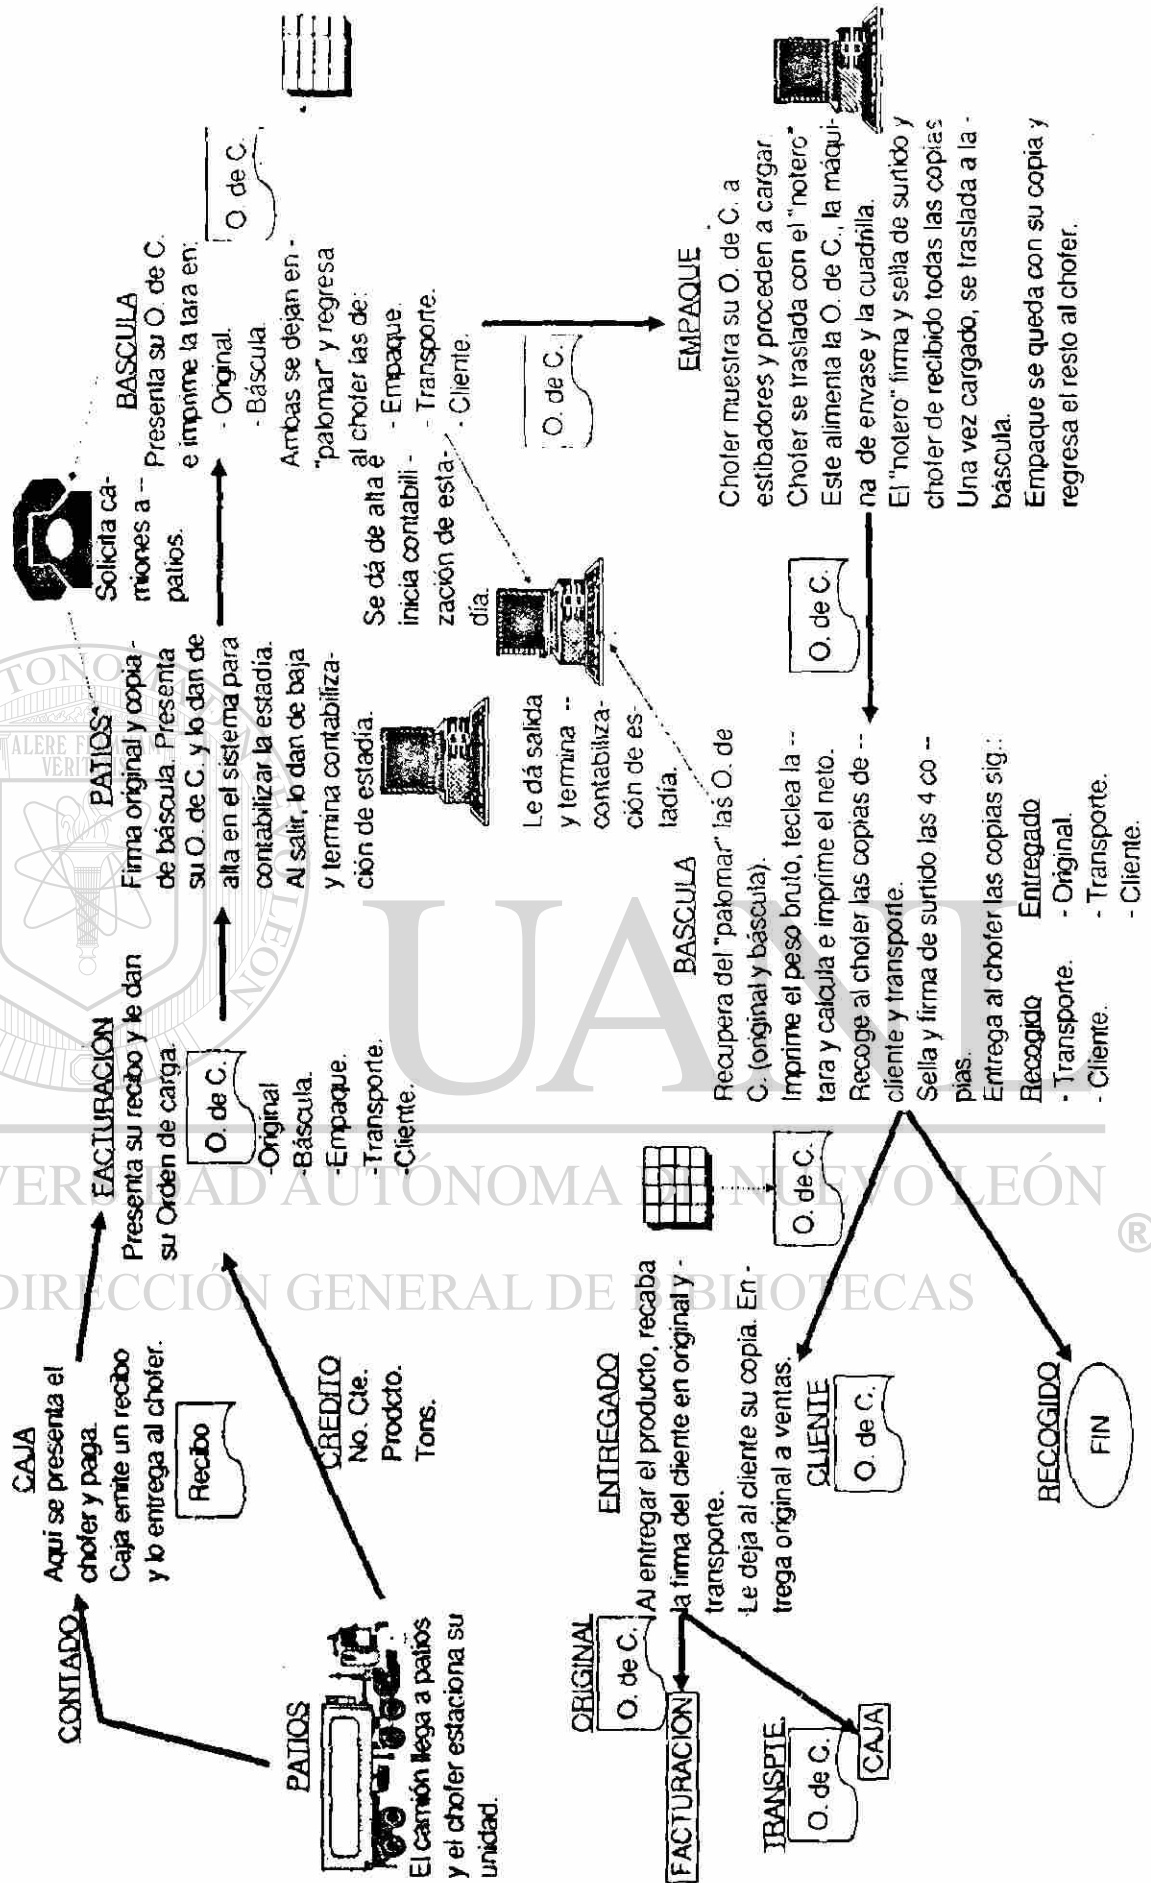 CONTADO
CAJA
Aquí se presenta el
chofer y paga.
Caja emite un recibo
y lo entrega al chofer.
Recibo
PATIOS
El camión llega a patios
y el chofer estaciona su
unidad.
CREDITO
No. Cte.
Prodcto.
Tons.
FACTURACION
Presenta su recibo y le dan
su Orden de carga.
O. de C.
-Original
-Báscula.
-Empaque.
-Transporte.
-Cliente.
PATIOS
Firma original y copia -
de báscula. Presenta
su O. de C. y lo dan de
alta en el sistema para
contabilizar la estadía.
Al salir, lo dan de baja
y termina contabiliza-
ción de estadía.
Solicita ca-
miones a --
patios.
BASCULA
Presenta su O. de C.
e imprime la tara en:
- Original.
- Báscula.
Ambas se dejan en -
"palomar" y regresa
al chofer las de:
- Empaque.
- Transporte.
- Cliente.
O. de C.
Se dá de alta e
inicia contabili -
zación de esta-
día.
Le dá salida
y termina --
contabiliza-
ción de es-
tadía.
O. de C.
EMPAQUE
Chofer muestra su O. de C. a
estibadores y proceden a cargar.
Chofer se traslada con el "notero"
Este alimenta la O. de C., la máqui-
na de envase y la cuadrilla.
El "notero" firma y sella de surtido y
chofer de recibido todas las copias
Una vez cargado, se traslada a la -
báscula.
Empaque se queda con su copia y
regresa el resto al chofer.
O. de C.
BASCULA
Recupera del "palomar" las O. de
C. (original y báscula).
Imprime el peso bruto, teclea la --
tara y calcula e imprime el neto.
Recoge al chofer las copias de --
cliente y transporte.
Sella y firma de surtido las 4 co --
pias.
Entrega al chofer las copias sig.:
Recogido Entregado
- Transporte. - Original.
- Cliente. - Transporte.
- Cliente.
O. de C.
ENTREGADO
Al entregar el producto, recaba
la firma del cliente en original y -
transporte.
Le deja al cliente su copia. En -
trega original a ventas.
CLIENTE
O. de C.
RECOGIDO
FIN
ORIGINAL
O. de C.
FACTURACION
TRANSPTE.
O. de C.
CAJA
UANL
UNIVERSIDAD AUTÓNOMA DE NUEVO LEÓN
®
DIRECCIÓN GENERAL DE BIBLIOTECAS